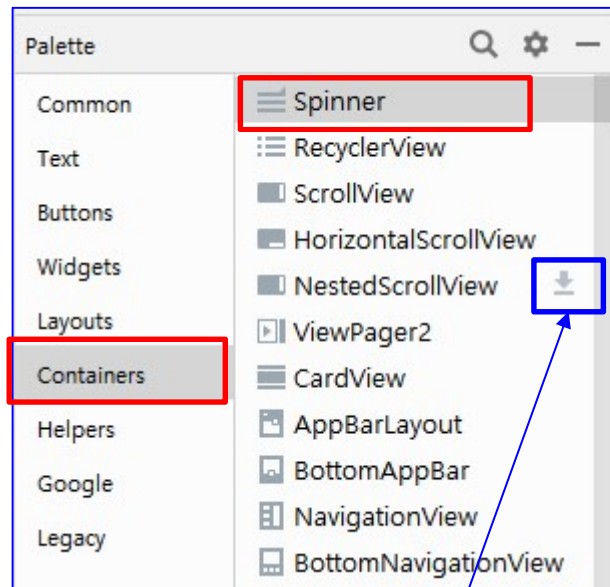 Palette
Common
Text
Buttons
Widgets
Layouts
Containers
Helpers
Google
Legacy
Spinner
RecyclerView
ScrollView
HorizontalScrollView
NestedScrollView
ViewPager2
CardView
AppBarLayout
BottomAppBar
NavigationView
BottomNavigationView